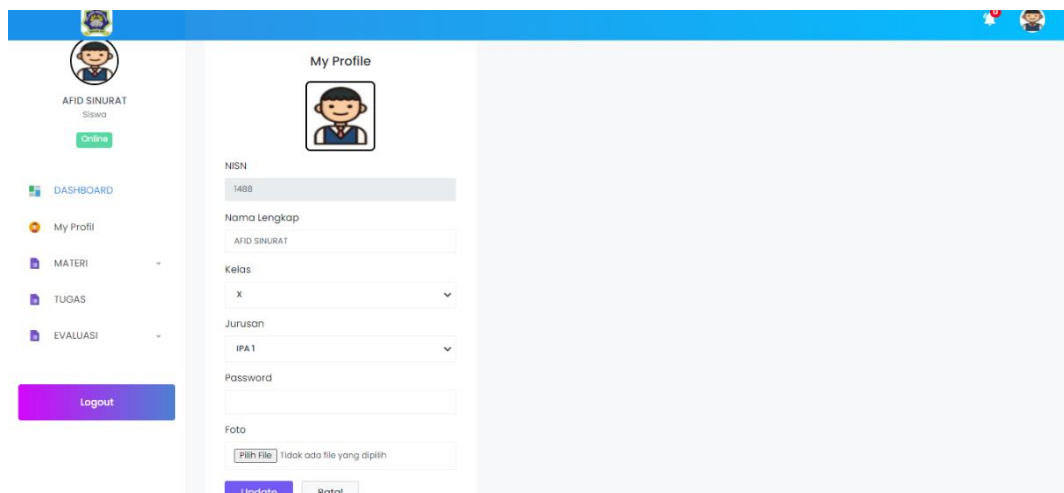 0
AFID SINURAT
Siswa
Online
DASHBOARD
My Profil
MATERI
TUGAS
EVALUASI
Logout
My Profile
NISN
1488
Nama Lengkap
AFID SINURAT
Kelas
X
Jurusan
IPA 1
Password
Foto
Pilih File Tidak ada file yang dipilih
Update Batal